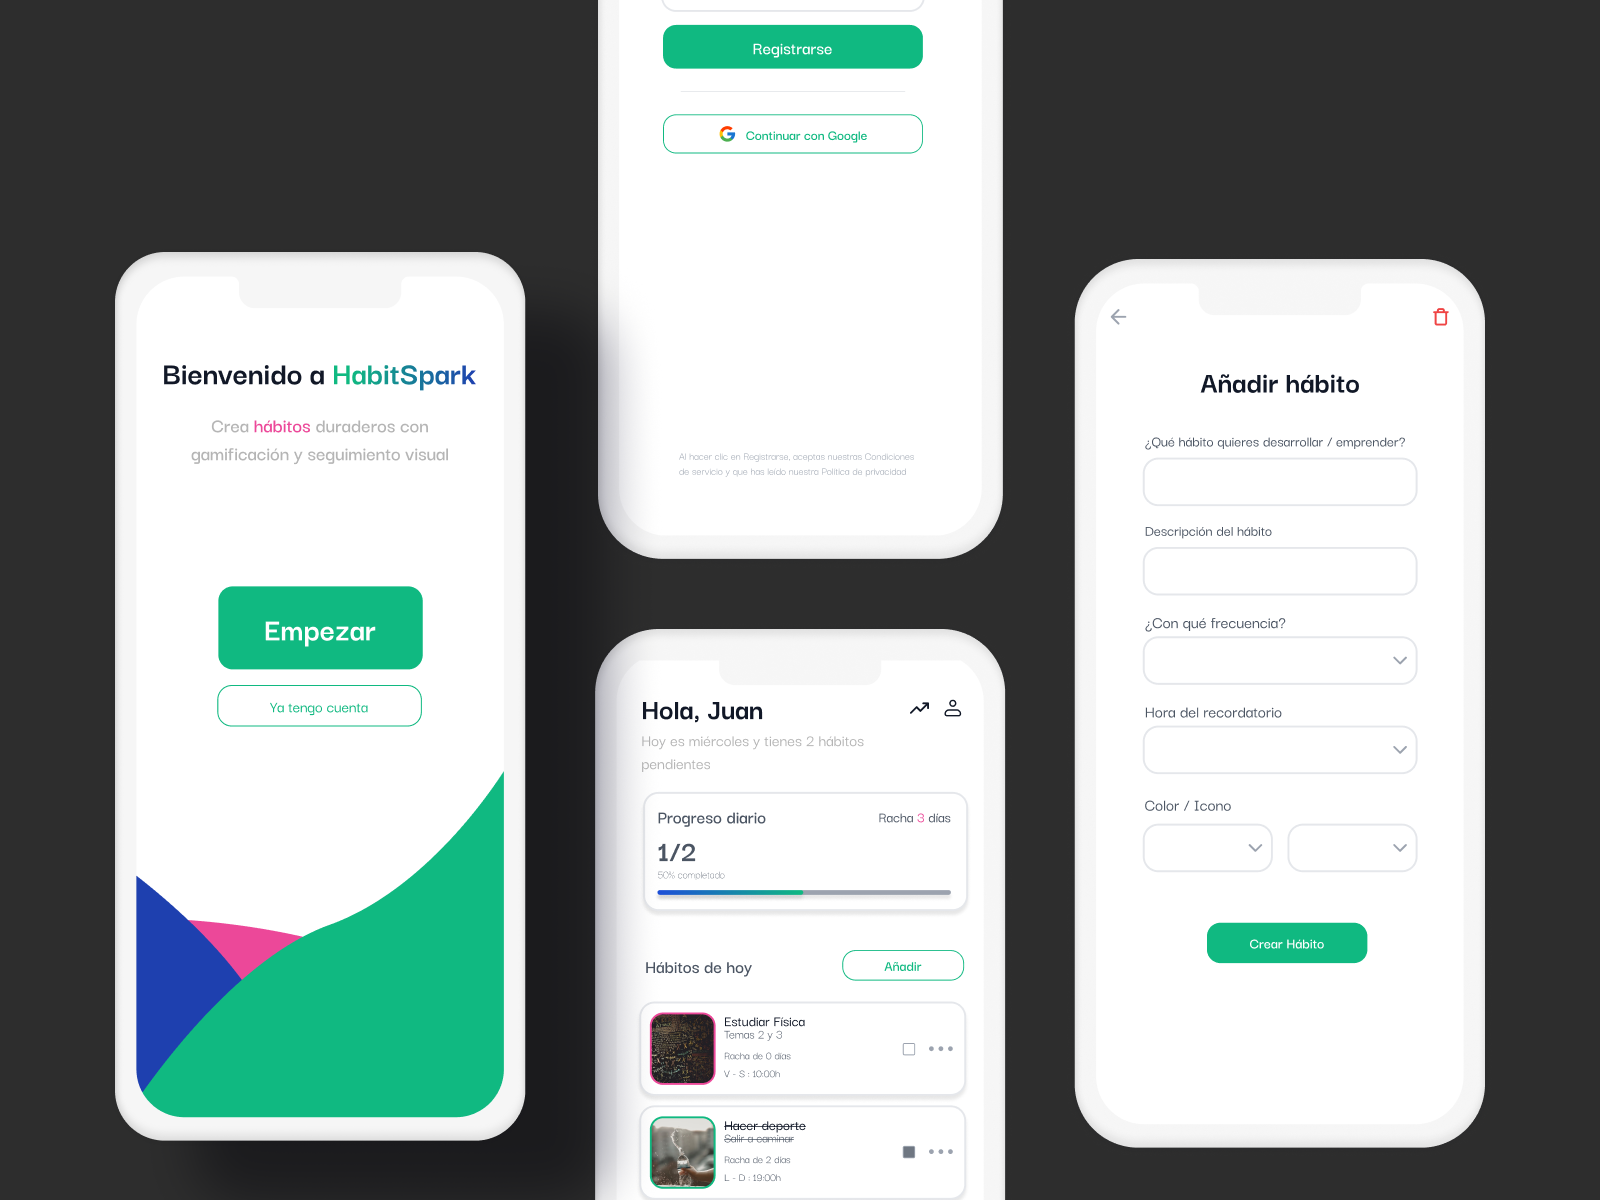 Bienvenido a HabitSpark
Crea hábitos duraderos con
gamificación y seguimiento visual
Empezar
Ya tengo cuenta
Registrarse
Continuar con Google
Al hacer clic en Registrarse, aceptas nuestras Condiciones
de servicio y que has leido nuestra Política de privacidad
Hola, Juan
Hoy es miércoles y tienes 2 hábitos
pendientes
Progreso diario
Racha 3 días
1/2
50% completado
Hábitos de hoy
Añadir
Estudiar Física
Temas 2 y 3
Racha de 0 días
V - S : 10:00h
Hacer deporte
Salir a caminar
Racha de 2 días
L - D : 19:00h
Añadir hábito
¿Qué hábito quieres desarrollar / emprender?
Descripción del hábito
¿Con qué frecuencia?
Hora del recordatorio
Color / Icono
Crear Hábito